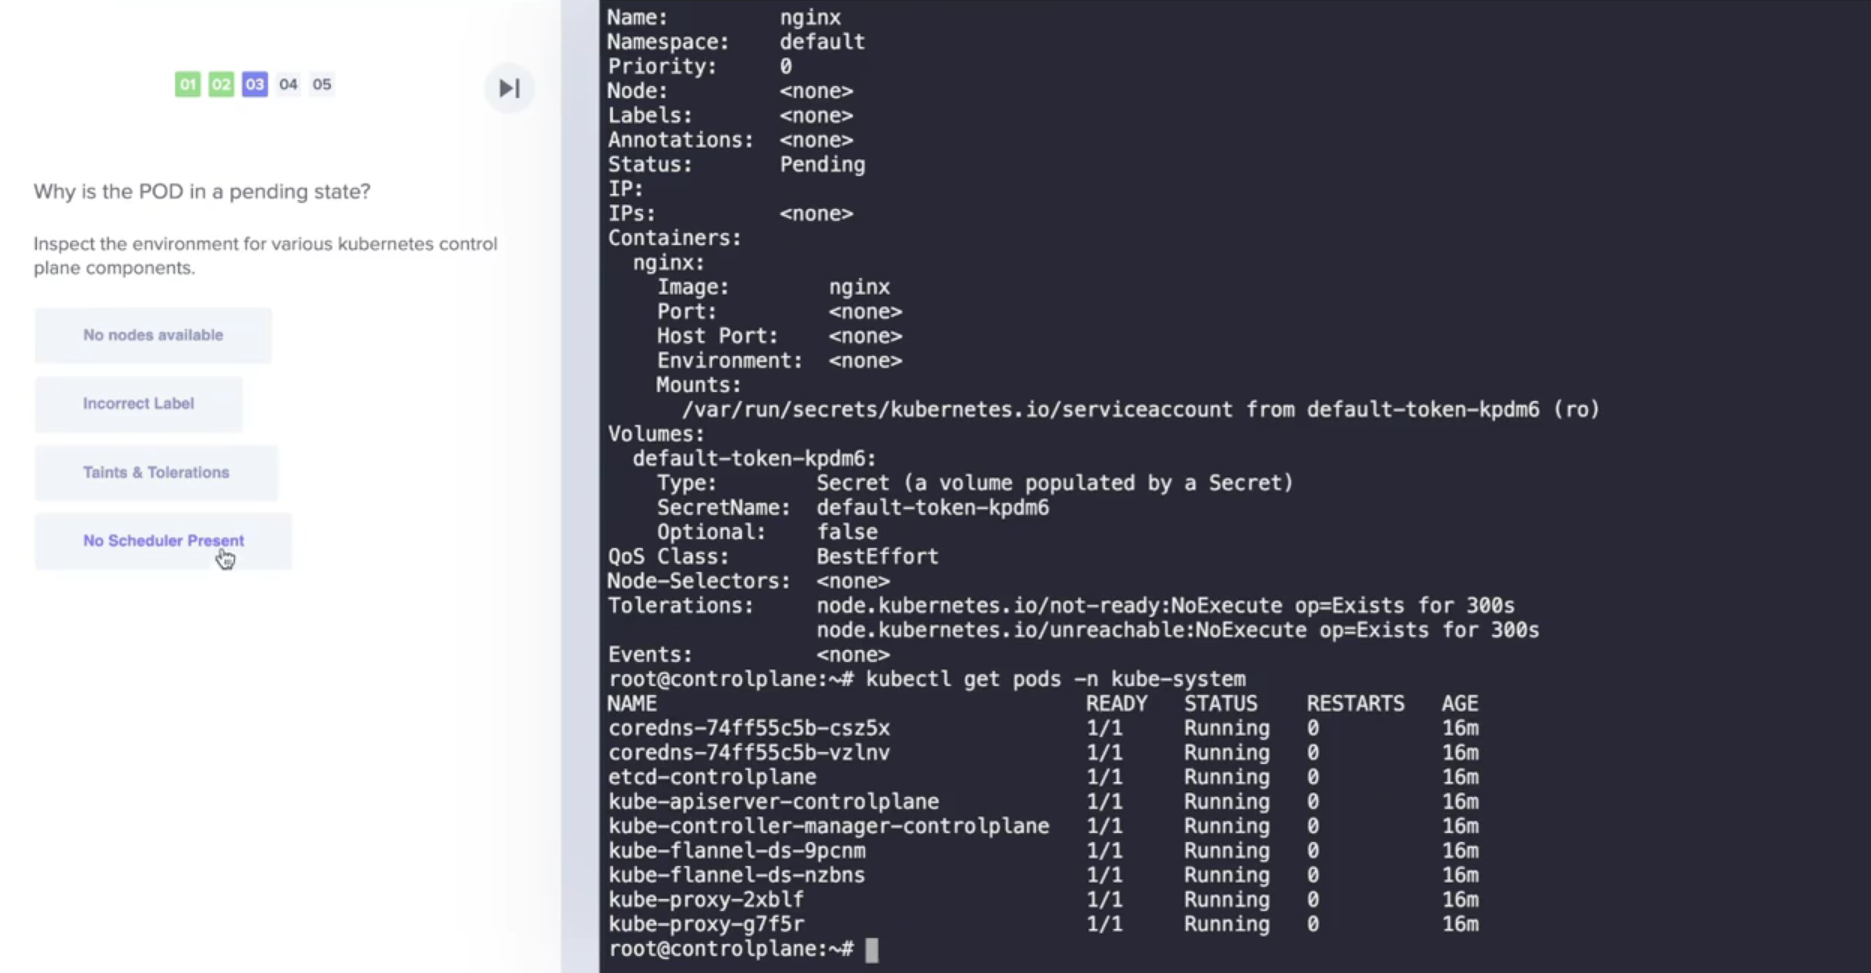 01 02 03 04 05
Why is the POD in a pending state?
Inspect the environment for various kubernetes control
plane components.
No nodes available
Incorrect Label
Taints & Tolerations
No Scheduler Present
Name:         nginx
Namespace:    default
Priority:     0
Node:         <none>
Labels:       <none>
Annotations:  <none>
Status:       Pending
IP:
IPs:          <none>
Containers:
  nginx:
    Image:        nginx
    Port:         <none>
    Host Port:    <none>
    Environment:  <none>
    Mounts:
      /var/run/secrets/kubernetes.io/serviceaccount from default-token-kpdm6 (ro)
Volumes:
  default-token-kpdm6:
    Type:        Secret (a volume populated by a Secret)
    SecretName:  default-token-kpdm6
    Optional:    false
QoS Class:       BestEffort
Node-Selectors:  <none>
Tolerations:     node.kubernetes.io/not-ready:NoExecute op=Exists for 300s
                 node.kubernetes.io/unreachable:NoExecute op=Exists for 300s
Events:          <none>
root@controlplane:~# kubectl get pods -n kube-system
NAME                                   READY   STATUS    RESTARTS   AGE
coredns-74ff55c5b-csz5x                1/1     Running   0          16m
coredns-74ff55c5b-vzlnv                1/1     Running   0          16m
etcd-controlplane                      1/1     Running   0          16m
kube-apiserver-controlplane            1/1     Running   0          16m
kube-controller-manager-controlplane   1/1     Running   0          16m
kube-flannel-ds-9pcnm                  1/1     Running   0          16m
kube-flannel-ds-nzbns                  1/1     Running   0          16m
kube-proxy-2xblf                       1/1     Running   0          16m
kube-proxy-g7f5r                       1/1     Running   0          16m
root@controlplane:~#